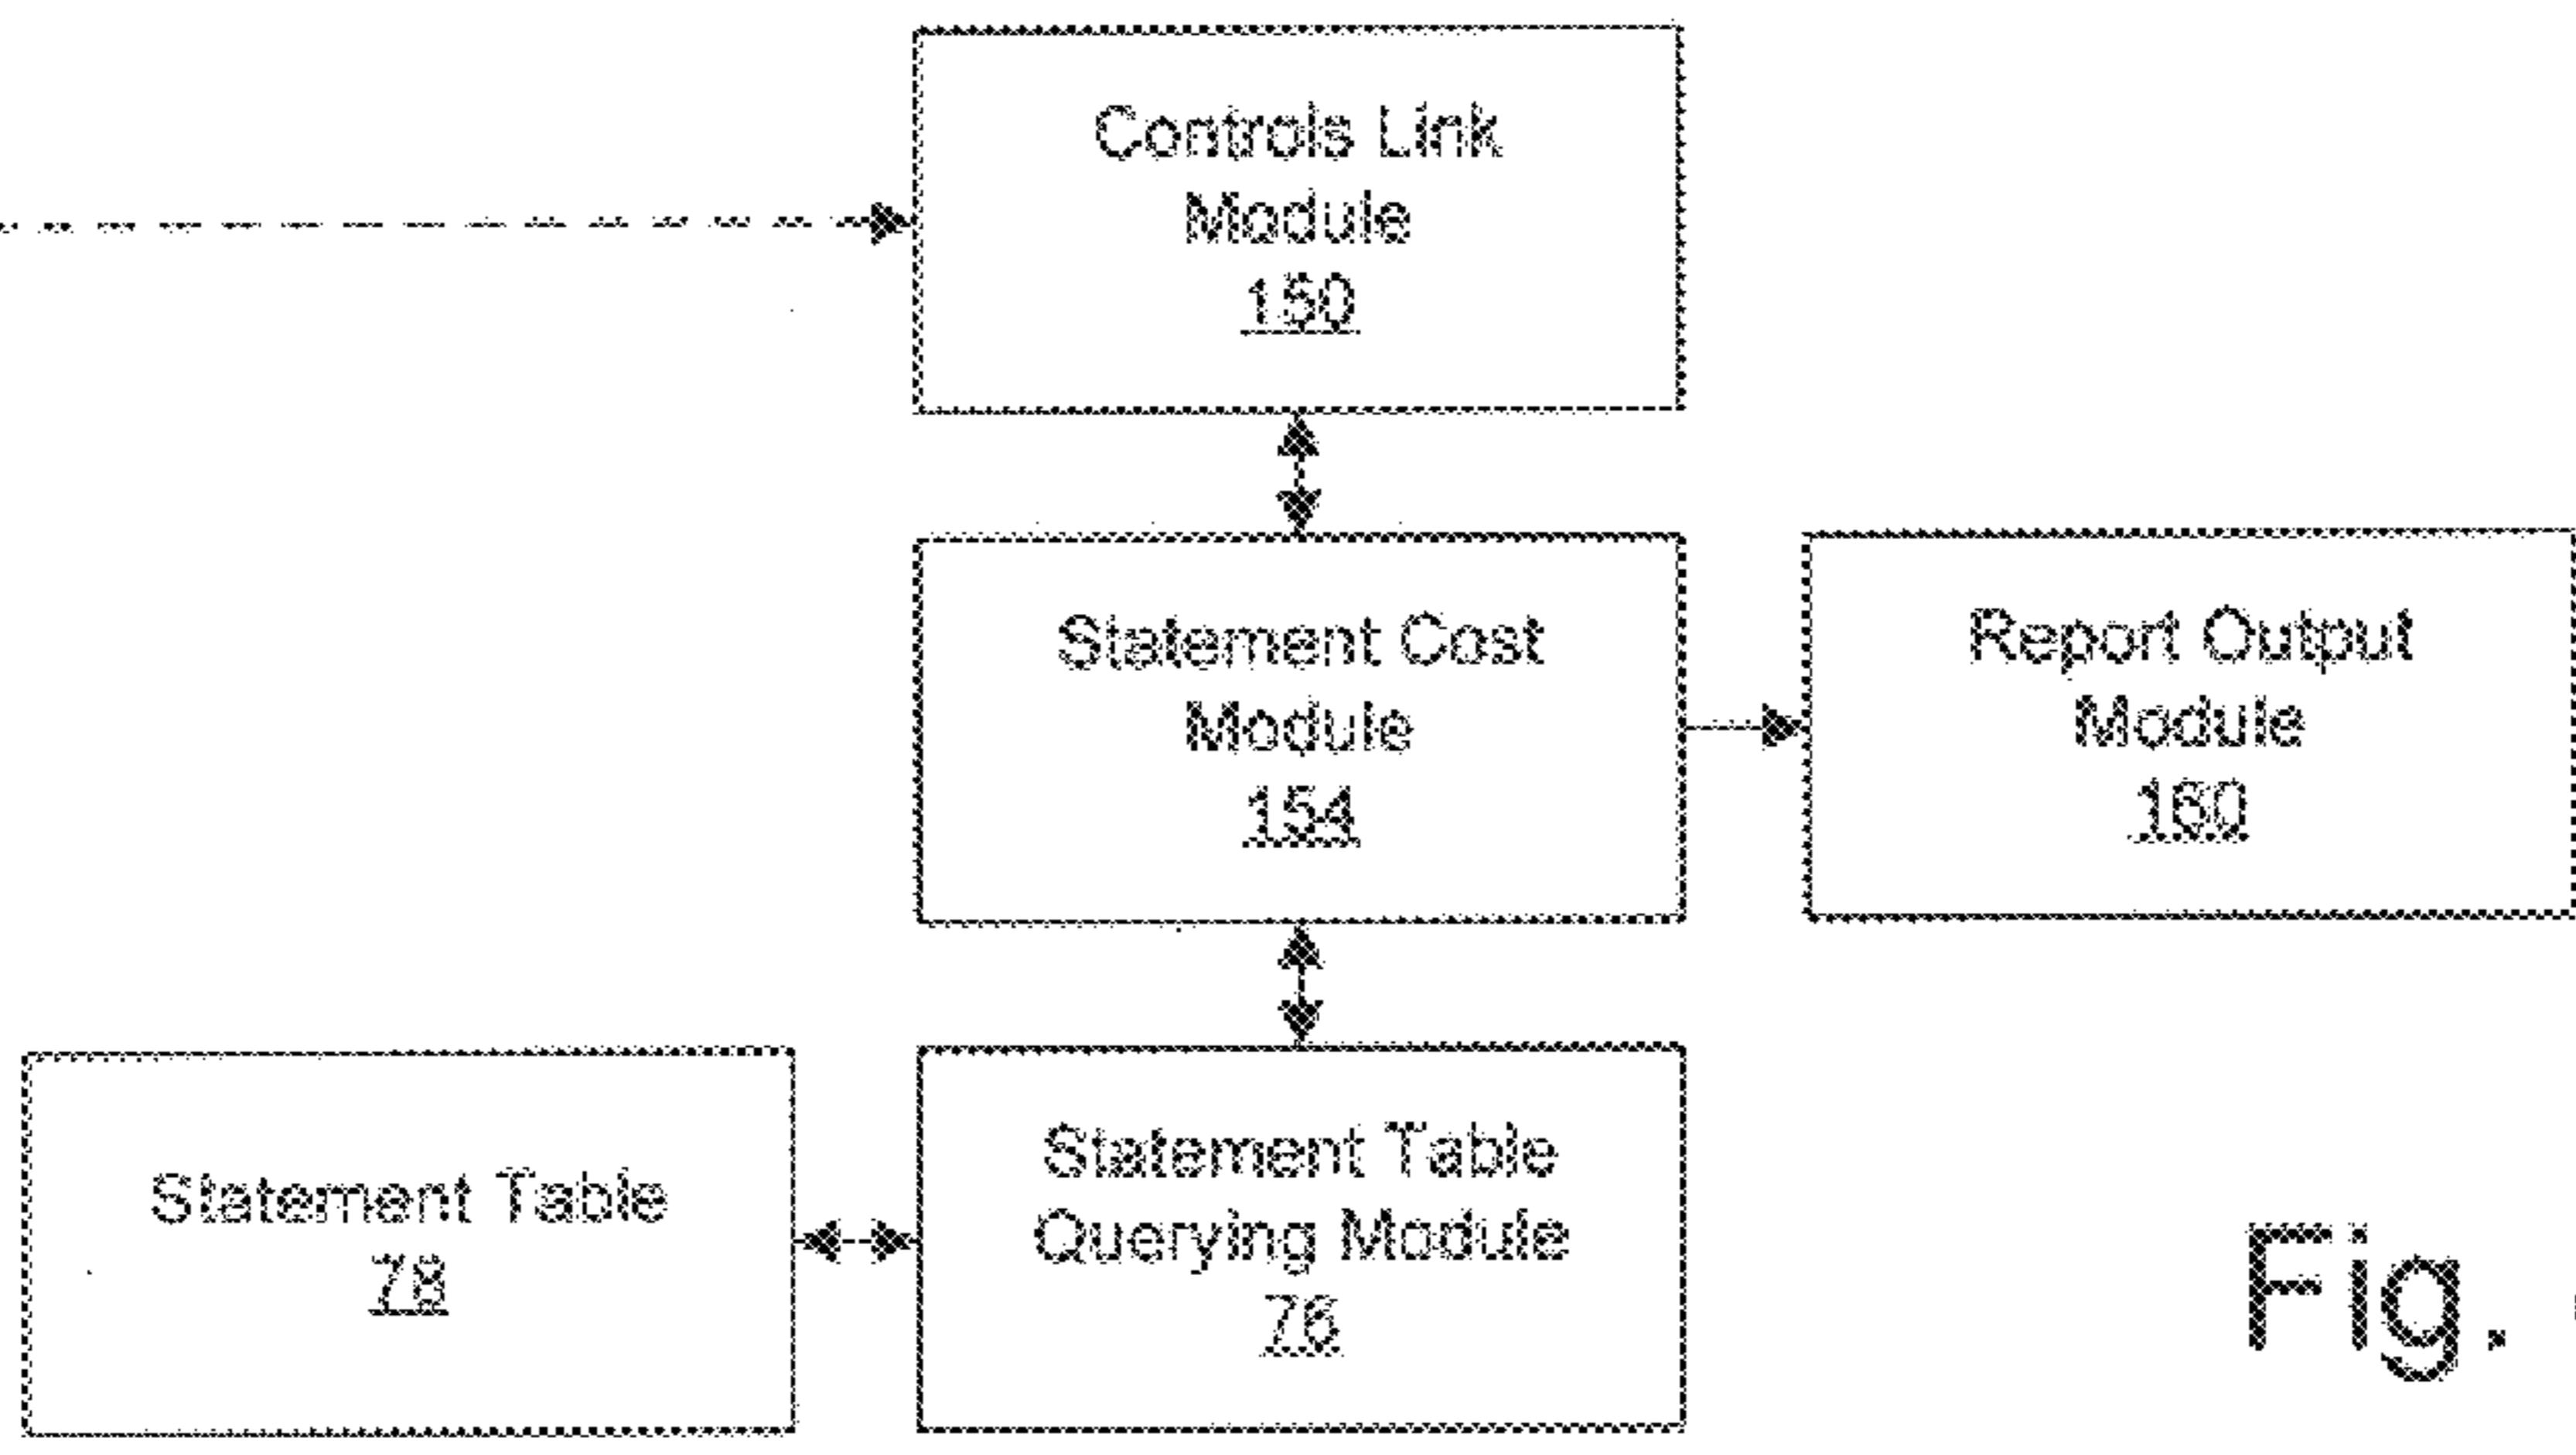 Controls Link
Module
150
Statement Cost
Module
154
Report Output
Module
160
Statement Table
78
Statement Table
Querying Module
76
Fig.